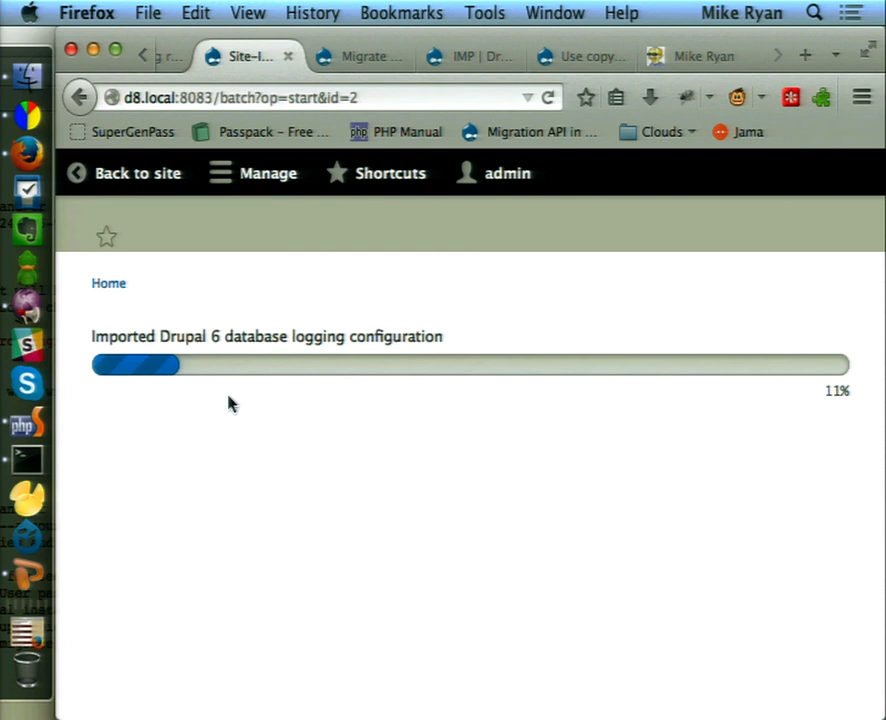 Firefox File Edit View History Bookmarks Tools Window Help Mike Ryan
g r... Site-I... Migrate ... IMP | Dr... Use copy... Mike Ryan
d8.local:8083/batch?op=start&id=2
SuperGenPass Passpack - Free ... php PHP Manual Migration API in ... Clouds Jama
Back to site Manage Shortcuts admin
Home
Imported Drupal 6 database logging configuration
11%
S
S
php